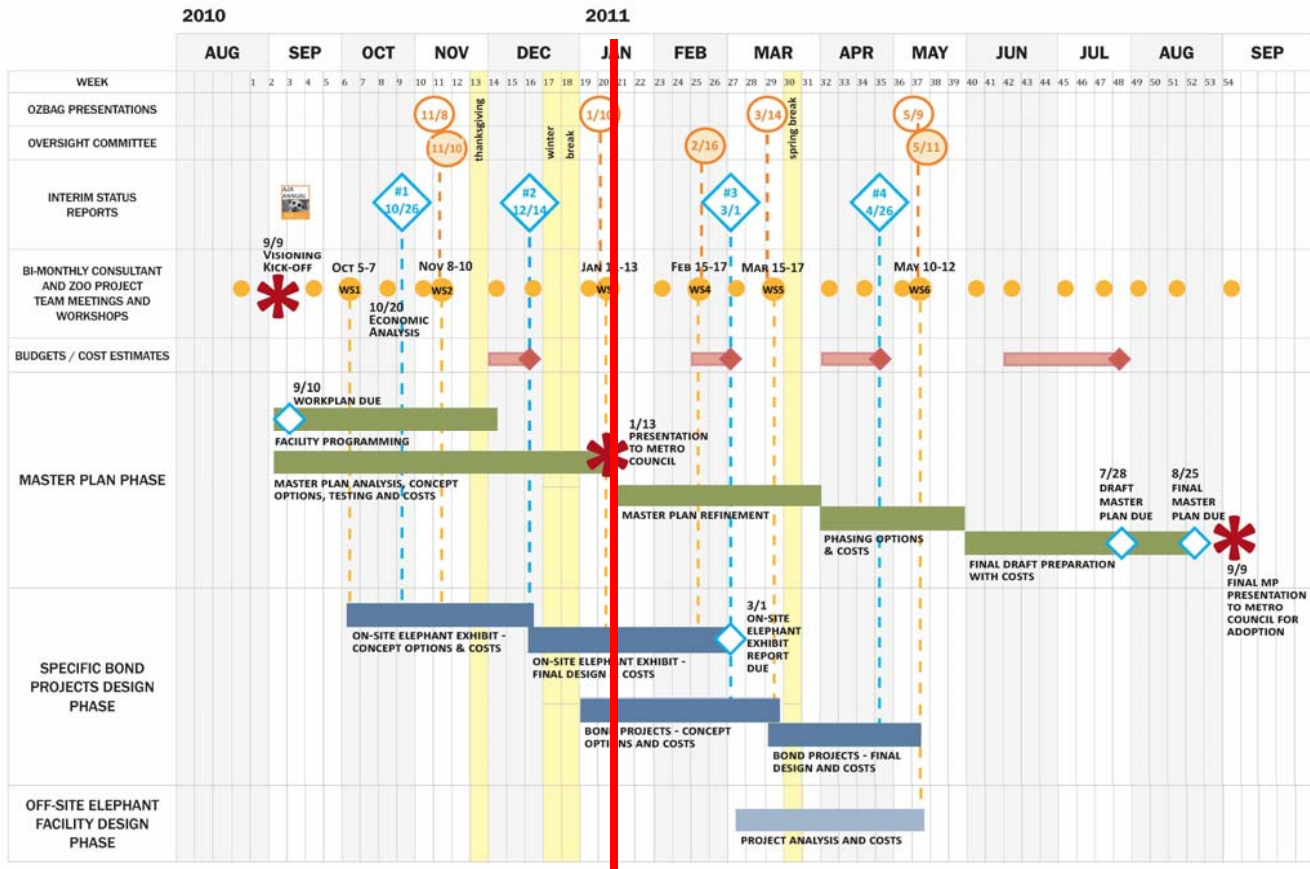 2010 2011
AUG SEP OCT NOV DEC JAN FEB MAR APR MAY JUN JUL AUG SEP
WEEK 1 2 3 4 5 6 7 8 9 10 11 12 13 14 15 16 17 18 19 20 21 22 23 24 25 26 27 28 29 30 31 32 33 34 35 36 37 38 39 40 41 42 43 44 45 46 47 48 49 50 51 52 53 54
OZBAG PRESENTATIONS 11/8 1/10 3/14 5/9
OVERSIGHT COMMITTEE 11/10 2/16 5/11
thanksgiving
winter
break
spring break
INTERIM STATUS
REPORTS
AZA
ANNUAL
#1
10/26
#2
12/14
#3
3/1
#4
4/26
BI-MONTHLY CONSULTANT
AND ZOO PROJECT
TEAM MEETINGS AND
WORKSHOPS
9/9
VISIONING
KICK-OFF
OCT 5-7
WS1
NOV 8-10
WS2
10/20
ECONOMIC
ANALYSIS
JAN 11-13
FEB 15-17
WS4
MAR 15-17
WS5
MAY 10-12
WS6
BUDGETS / COST ESTIMATES
MASTER PLAN PHASE
9/10
WORKPLAN DUE
FACILITY PROGRAMMING
MASTER PLAN ANALYSIS, CONCEPT
OPTIONS, TESTING AND COSTS
1/13
PRESENTATION
TO METRO
COUNCIL
MASTER PLAN REFINEMENT
PHASING OPTIONS
& COSTS
7/28
DRAFT
MASTER
PLAN DUE
8/25
FINAL
MASTER
PLAN DUE
FINAL DRAFT PREPARATION
WITH COSTS
9/9
FINAL MP
PRESENTATION
TO METRO
COUNCIL FOR
ADOPTION
SPECIFIC BOND
PROJECTS DESIGN
PHASE
ON-SITE ELEPHANT EXHIBIT -
CONCEPT OPTIONS & COSTS
ON-SITE ELEPHANT EXHIBIT -
FINAL DESIGN & COSTS
3/1
ON-SITE
ELEPHANT
EXHIBIT
REPORT
DUE
BOND PROJECTS - CONCEPT
OPTIONS AND COSTS
BOND PROJECTS - FINAL
DESIGN AND COSTS
OFF-SITE ELEPHANT
FACILITY DESIGN
PHASE
PROJECT ANALYSIS AND COSTS